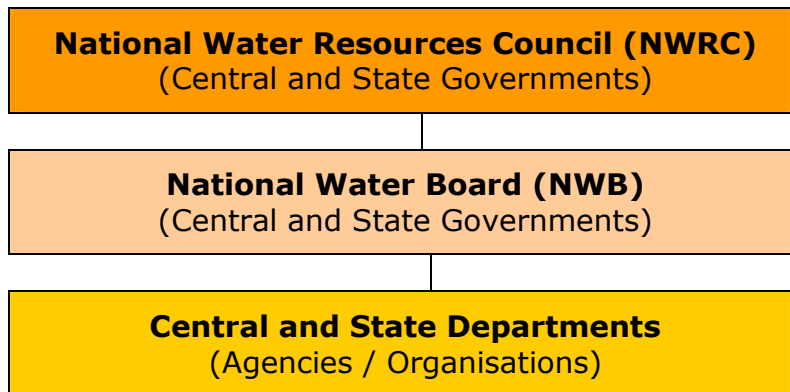 National Water Resources Council (NWRC)
(Central and State Governments)
National Water Board (NWB)
(Central and State Governments)
Central and State Departments
(Agencies / Organisations)